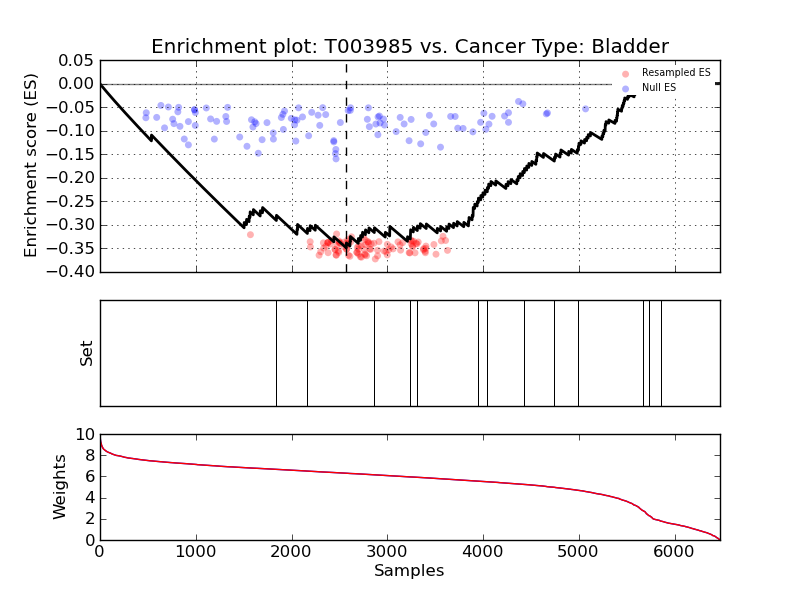 Enrichment plot: T003985 vs. Cancer Type: Bladder
Enrichment score (ES)
0.05
0.00
−0.05
−0.10
−0.15
−0.20
−0.25
−0.30
−0.35
−0.40
Resampled ES
Null ES
Set
Weights
10
8
6
4
2
0
0 1000 2000 3000 4000 5000 6000
Samples